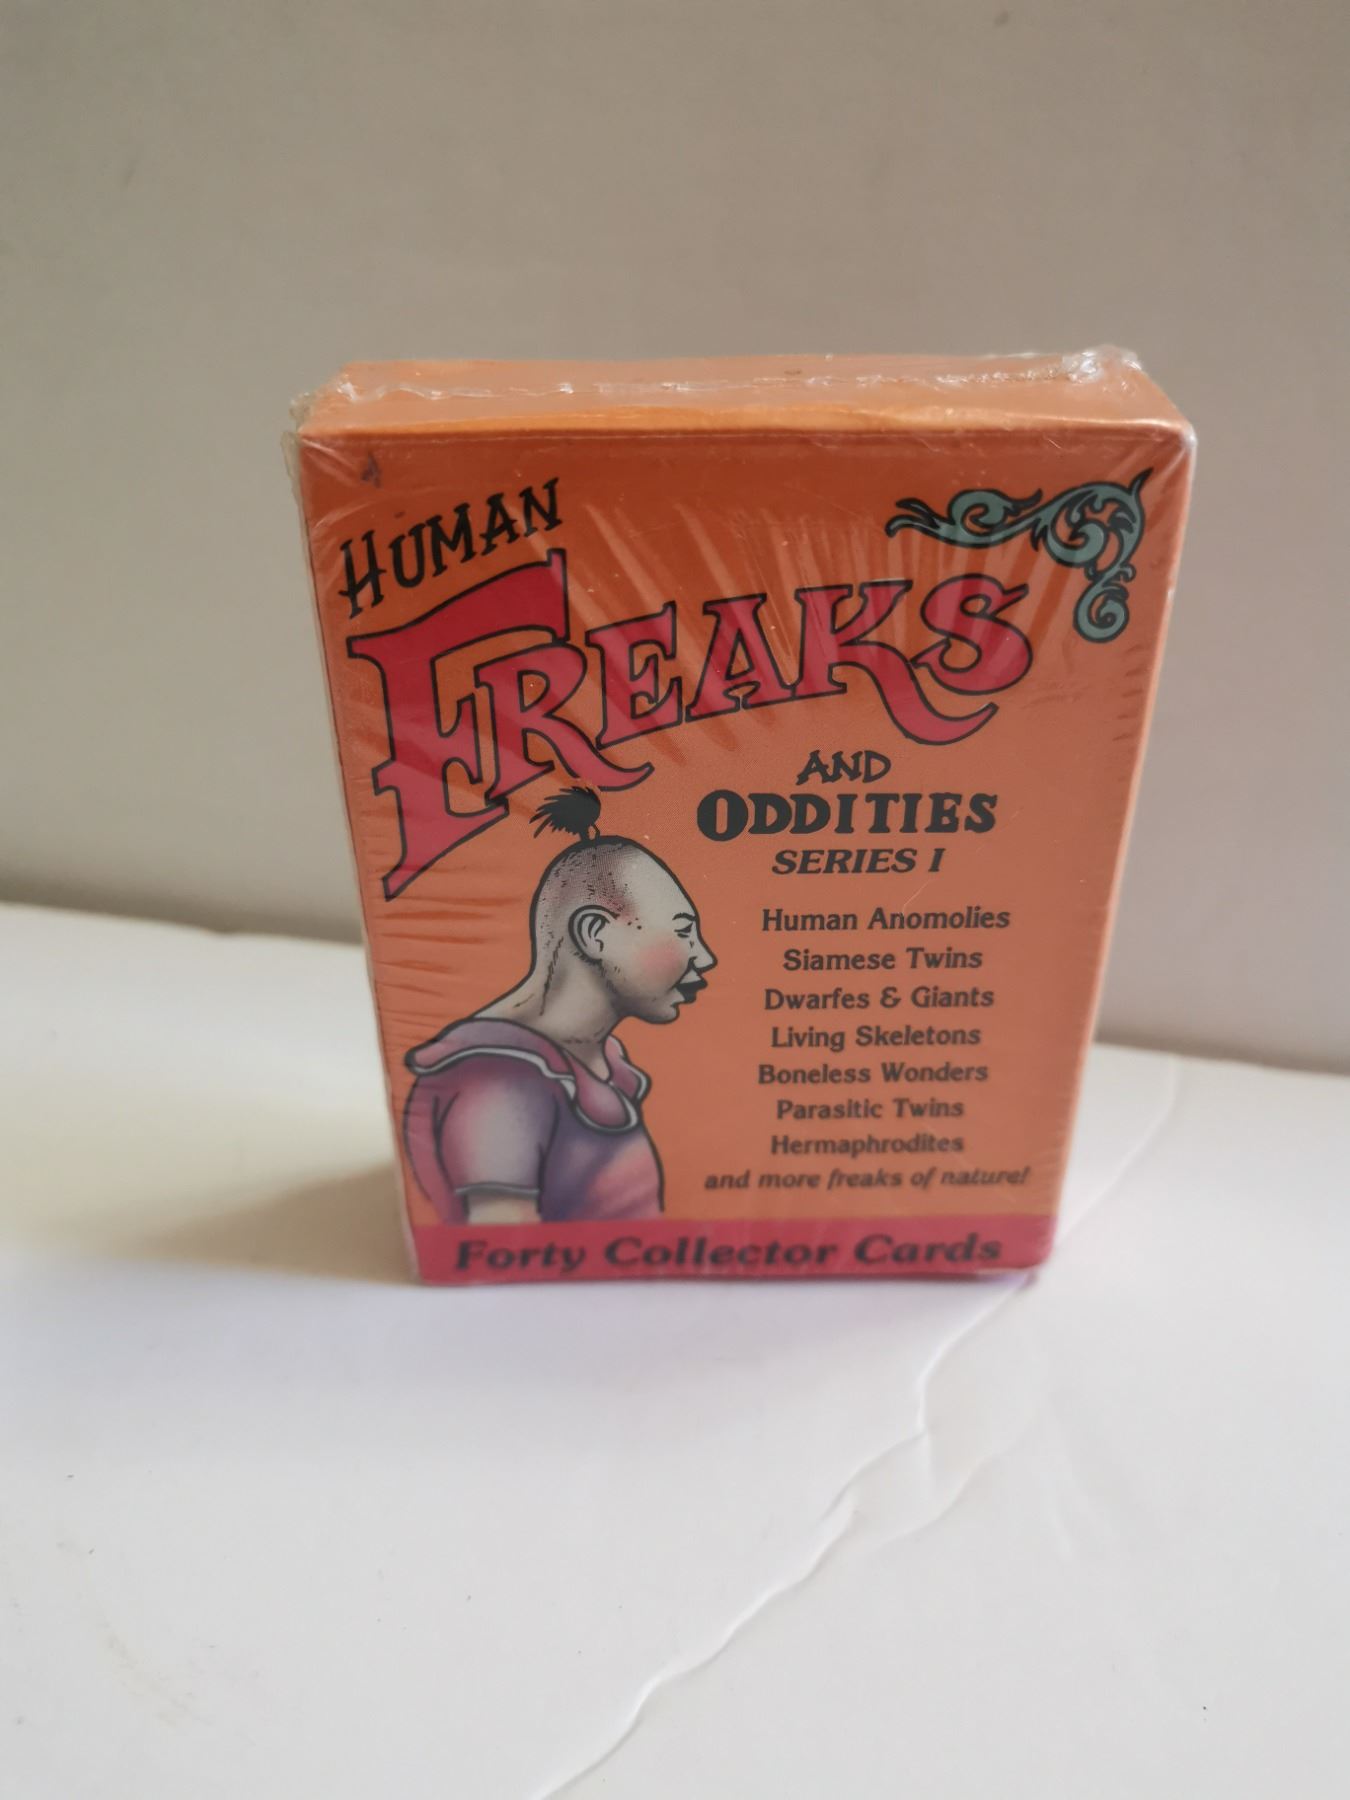 HUMAN
FREAKS
AND
ODDITIES
SERIES I
Human Anomolies
Siamese Twins
Dwarfes & Giants
Living Skeletons
Boneless Wonders
Parasitic Twins
Hermaphrodites
and more freaks of nature!
Forty Collector Cards